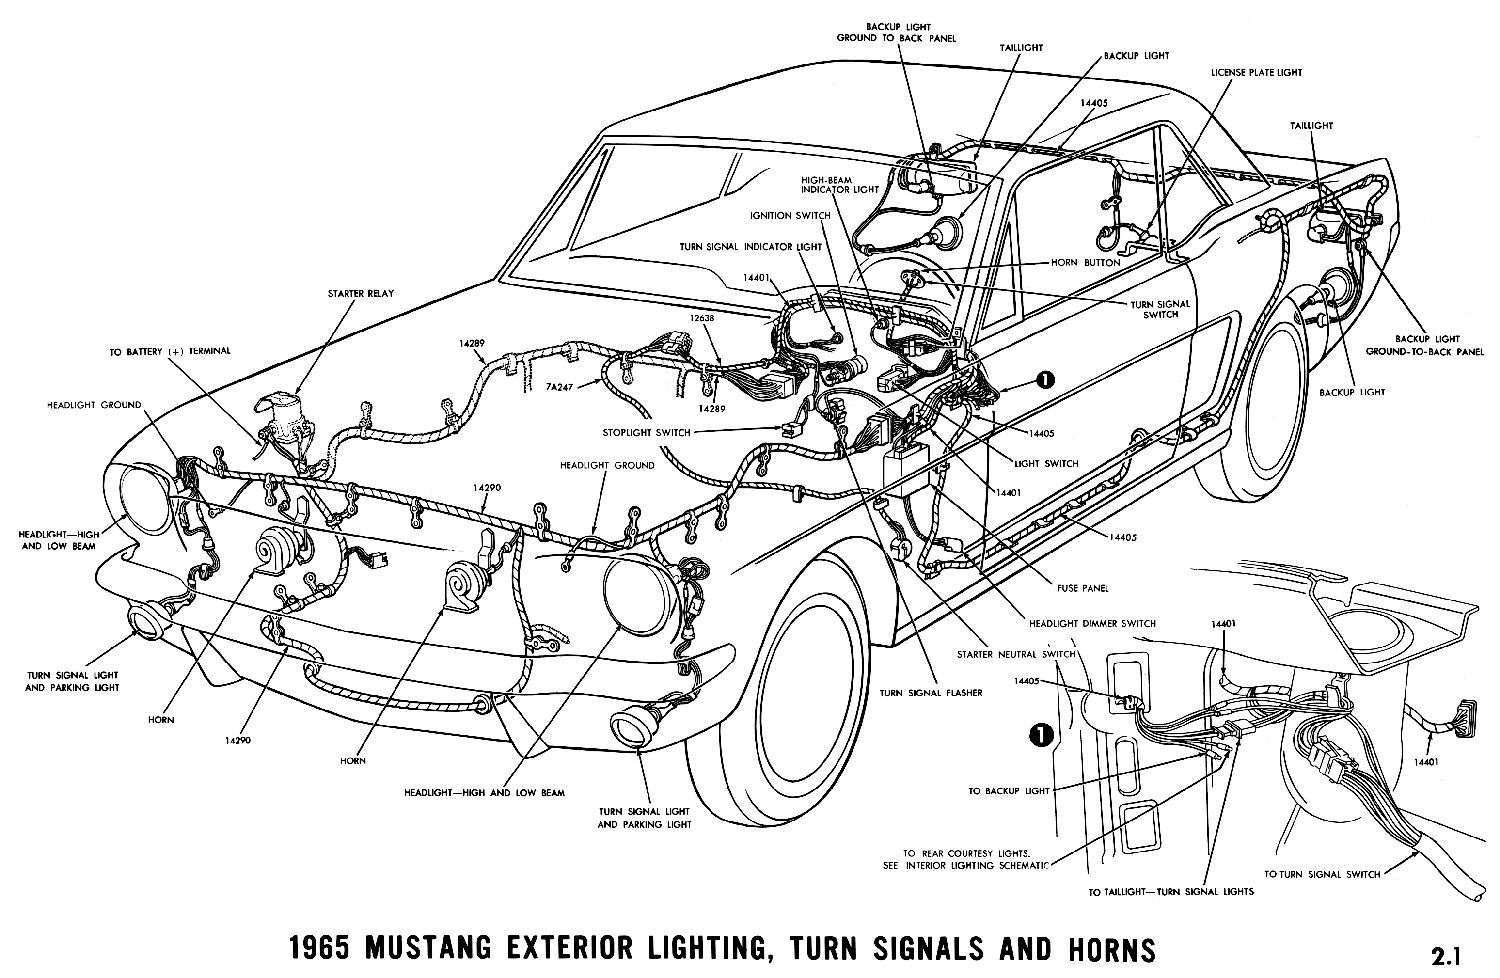 BACKUP LIGHT
GROUND TO BACK PANEL
TAILLIGHT
BACKUP LIGHT
LICENSE PLATE LIGHT
14405
TAILLIGHT
HIGH-BEAM
INDICATOR LIGHT
IGNITION SWITCH
TURN SIGNAL INDICATOR LIGHT
HORN BUTTON
14401
STARTER RELAY
TURN SIGNAL
SWITCH
12638
TO BATTERY (+) TERMINAL
14289
BACKUP LIGHT
GROUND-TO-BACK PANEL
7A247
1
BACKUP LIGHT
HEADLIGHT GROUND
14289
STOPLIGHT SWITCH
14405
HEADLIGHT GROUND
LIGHT SWITCH
14290
14401
HEADLIGHT—HIGH
AND LOW BEAM
14405
FUSE PANEL
HEADLIGHT DIMMER SWITCH
14401
STARTER NEUTRAL SWITCH
TURN SIGNAL LIGHT
AND PARKING LIGHT
14405
TURN SIGNAL FLASHER
HORN
1
14290
HORN
14401
HEADLIGHT—HIGH AND LOW BEAM
TO BACKUP LIGHT
TURN SIGNAL LIGHT
AND PARKING LIGHT
TO REAR COURTESY LIGHTS.
SEE INTERIOR LIGHTING SCHEMATIC
TO TURN SIGNAL SWITCH
TO TAILLIGHT—TURN SIGNAL LIGHTS
1965 MUSTANG EXTERIOR LIGHTING, TURN SIGNALS AND HORNS
2.1